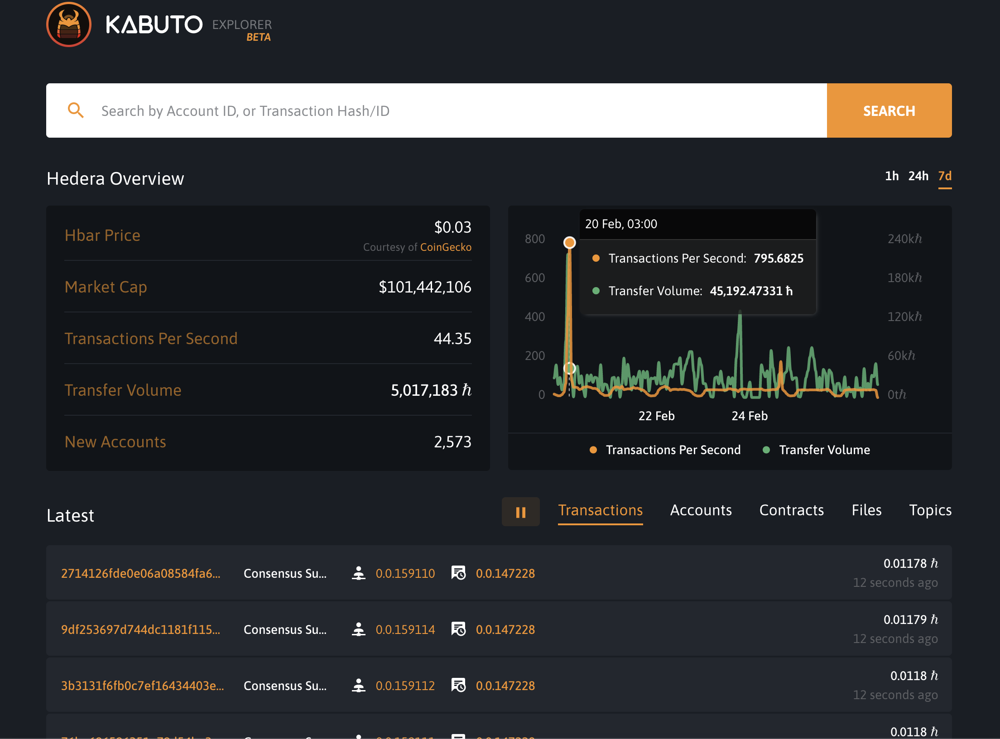 KABUTO EXPLORER
BETA
Search by Account ID, or Transaction Hash/ID
SEARCH
Hedera Overview
1h 24h 7d
Hbar Price
$0.03
Courtesy of CoinGecko
Market Cap
$101,442,106
Transactions Per Second
44.35
Transfer Volume
5,017,183 ℏ
New Accounts
2,573
20 Feb, 03:00
Transactions Per Second: 795.6825
Transfer Volume: 45,192.47331 ħ
800
600
400
200
0
240kℏ
180kℏ
120kℏ
60kℏ
0tℏ
22 Feb
24 Feb
Transactions Per Second
Transfer Volume
Latest
Transactions Accounts Contracts Files Topics
2714126fde0e06a08584fa6... Consensus Su... 0.0.159110 0.0.147228 0.01178 ℏ
12 seconds ago
9df253697d744dc1181f115... Consensus Su... 0.0.159114 0.0.147228 0.01179 ℏ
12 seconds ago
3b3131f6fb0c7ef16434403e... Consensus Su... 0.0.159112 0.0.147228 0.0118 ℏ
12 seconds ago
0.0118 ℏ